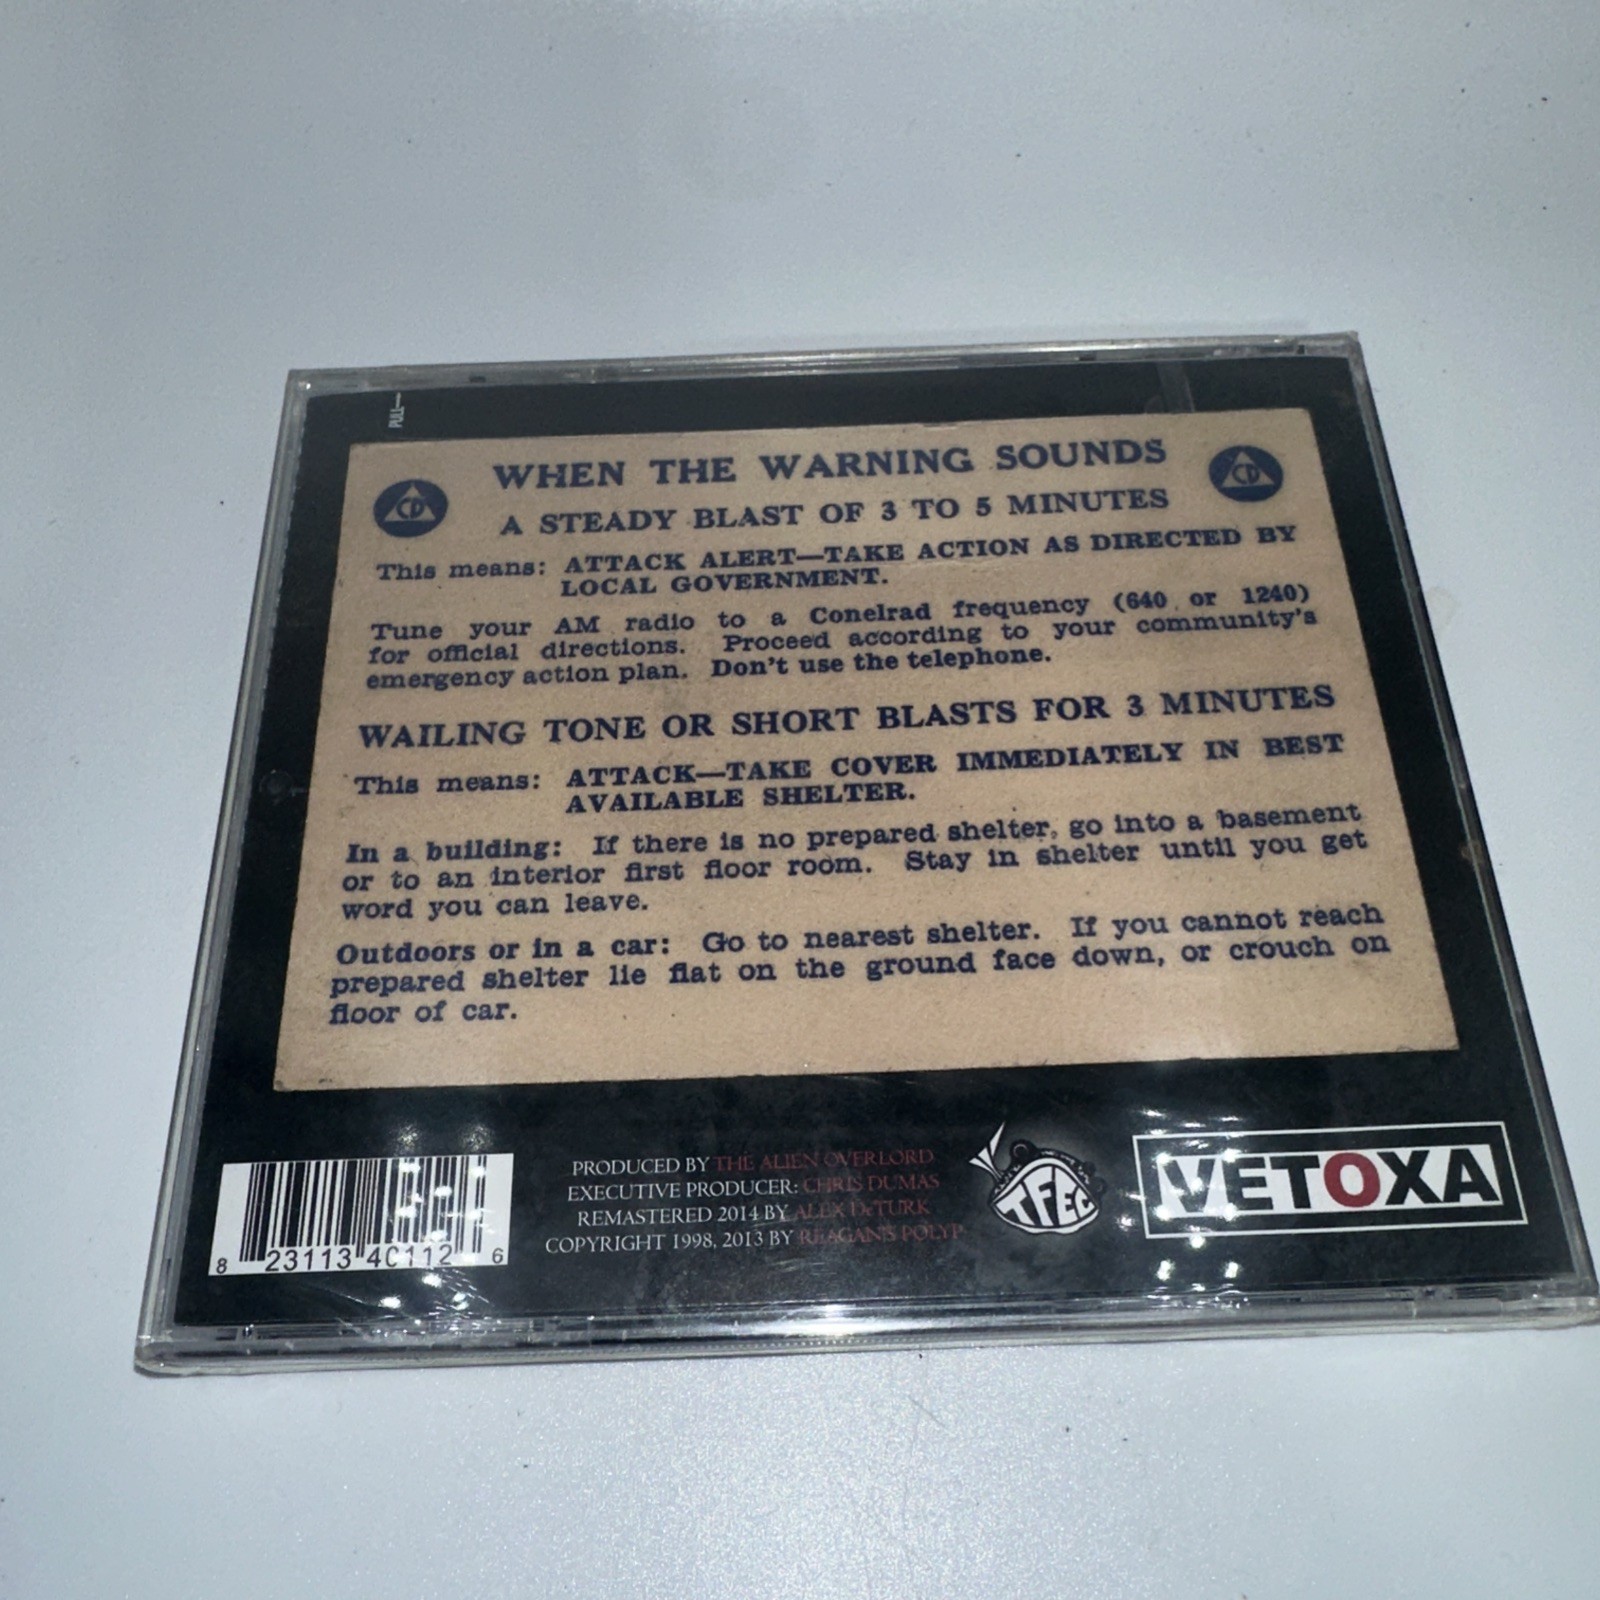 PULL
WHEN THE WARNING SOUNDS
CD
CD
A STEADY BLAST OF 3 TO 5 MINUTES
This means: ATTACK ALERT—TAKE ACTION AS DIRECTED BY
LOCAL GOVERNMENT.
Tune your AM radio to a Conelrad frequency (640 or 1240)
for official directions. Proceed according to your community's
emergency action plan. Don't use the telephone.
WAILING TONE OR SHORT BLASTS FOR 3 MINUTES
This means: ATTACK—TAKE COVER IMMEDIATELY IN BEST
AVAILABLE SHELTER.
In a building: If there is no prepared shelter, go into a basement
or to an interior first floor room. Stay in shelter until you get
word you can leave.
Outdoors or in a car: Go to nearest shelter. If you cannot reach
prepared shelter lie flat on the ground face down, or crouch on
floor of car.
8 23113 40112 6
PRODUCED BY THE ALIEN OVERLORD
EXECUTIVE PRODUCER: CHRIS DUMAS
REMASTERED 2014 BY ALEX DeTURK
COPYRIGHT 1998, 2013 BY REAGAN'S POLYP
TFEC
VETOXA